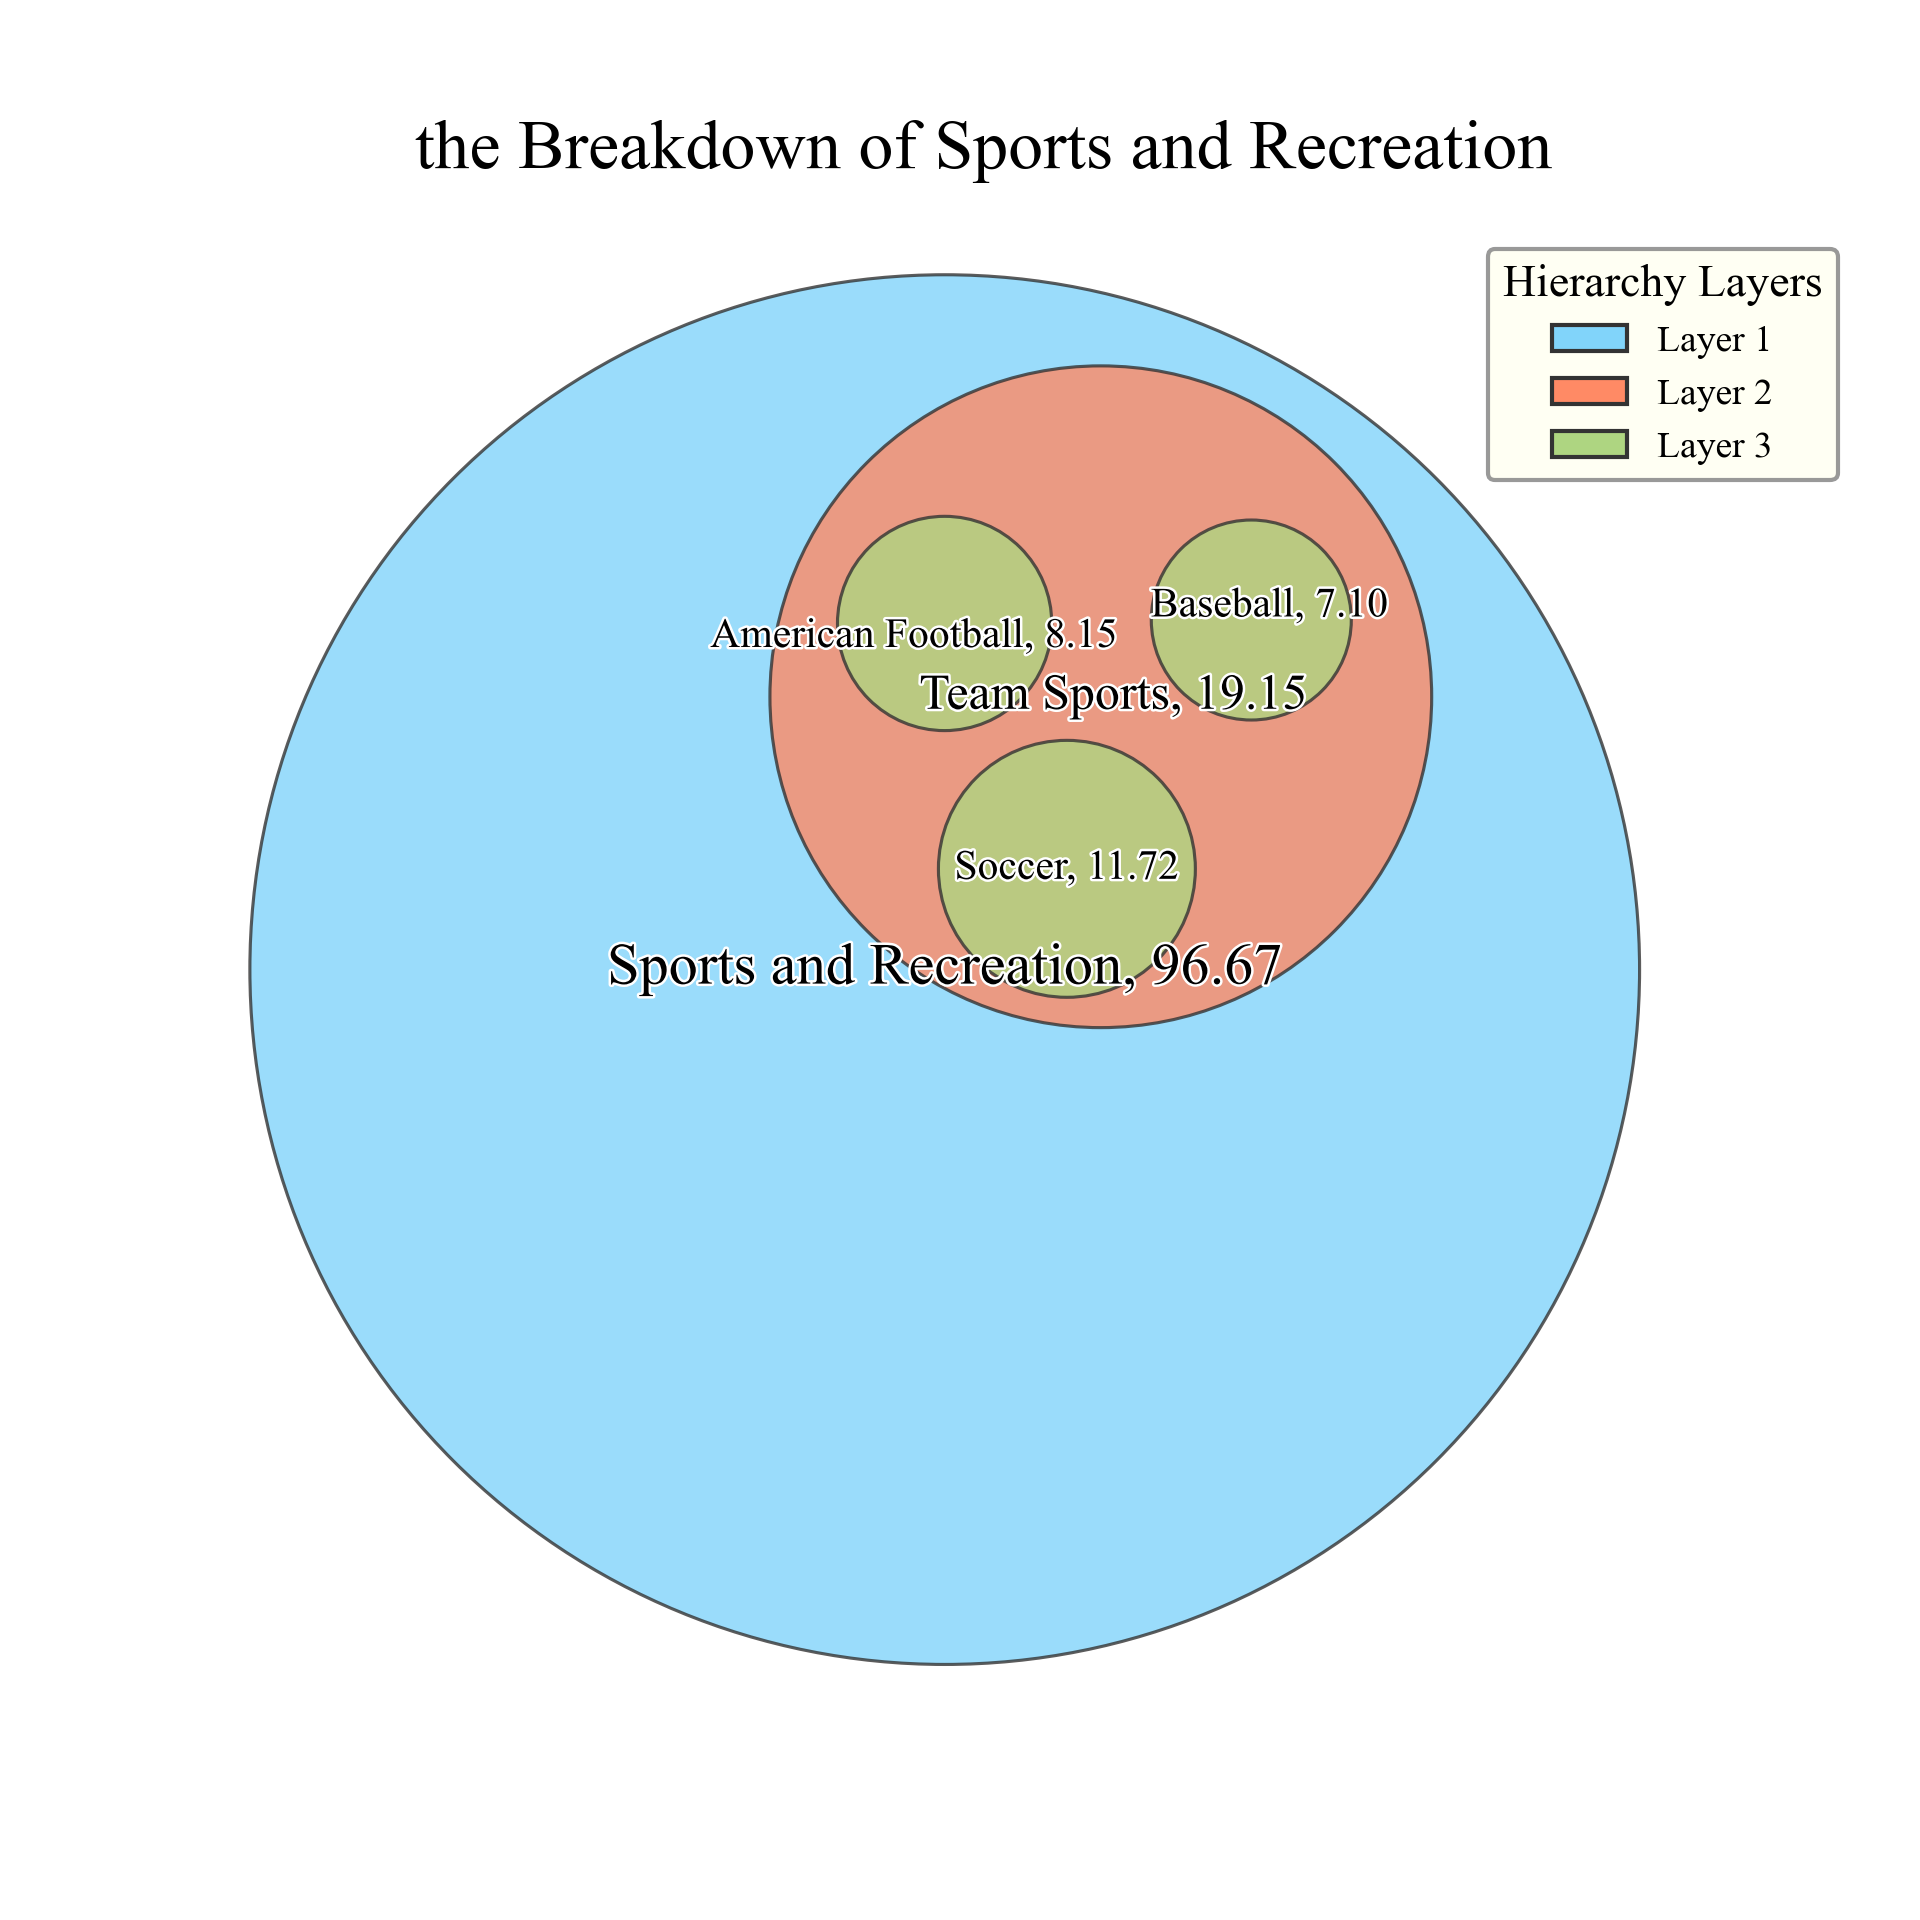 the Breakdown of Sports and Recreation
Hierarchy Layers
Layer 1
Layer 2
Layer 3
Baseball, 7.10
American Football, 8.15
Team Sports, 19.15
Soccer, 11.72
Sports and Recreation, 96.67